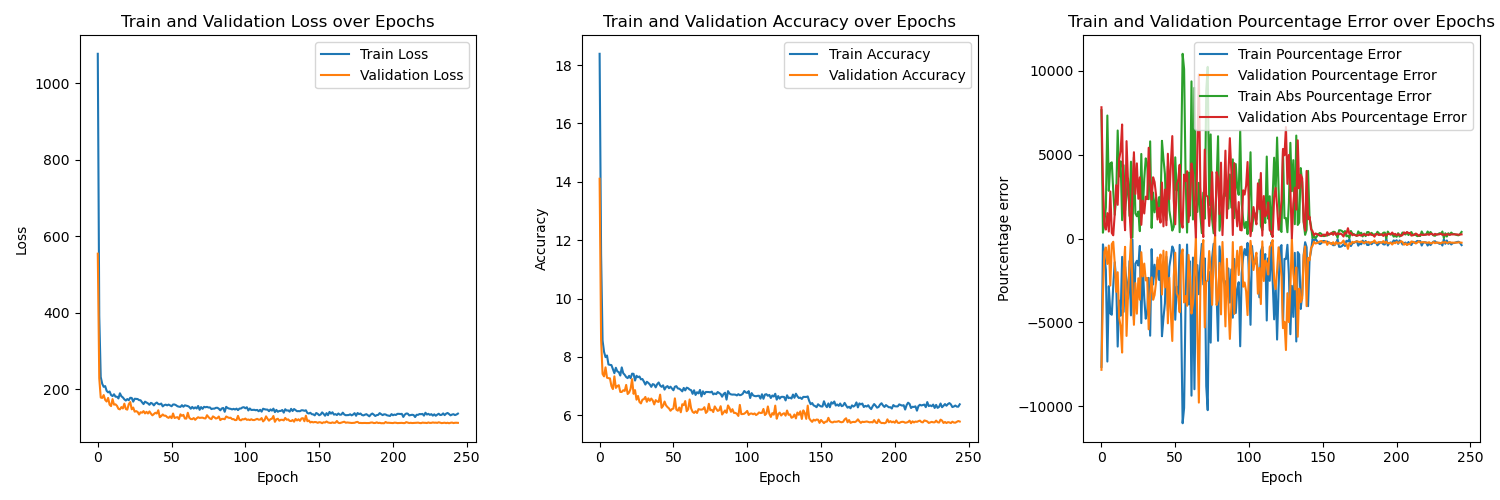 Train and Validation Loss over Epochs
Train Loss
Validation Loss
Loss
1000
800
600
400
200
0
50
100
150
200
250
Epoch
Train and Validation Accuracy over Epochs
Train Accuracy
Validation Accuracy
Accuracy
18
16
14
12
10
8
6
0
50
100
150
200
250
Epoch
Train and Validation Pourcentage Error over Epochs
Train Pourcentage Error
Validation Pourcentage Error
Train Abs Pourcentage Error
Validation Abs Pourcentage Error
Pourcentage error
10000
5000
0
−5000
−10000
0
50
100
150
200
250
Epoch